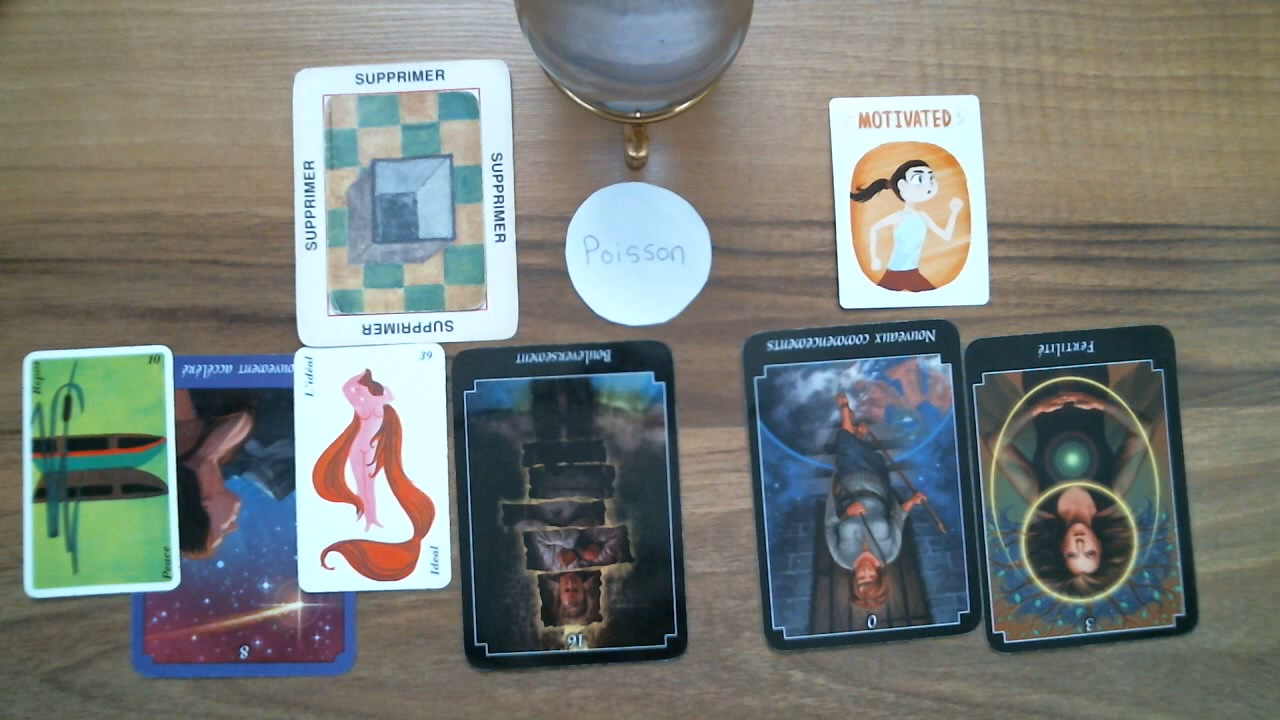 SUPPRIMER
SUPPRIMER
SUPPRIMER
SUPPRIMER
MOTIVATED
Poisson
10
Repos
Peace
ouvement accéléré
8
39
L'idéal
Ideal
Bouleversement
16
Nouveaux commencements
0
Fertilité
3